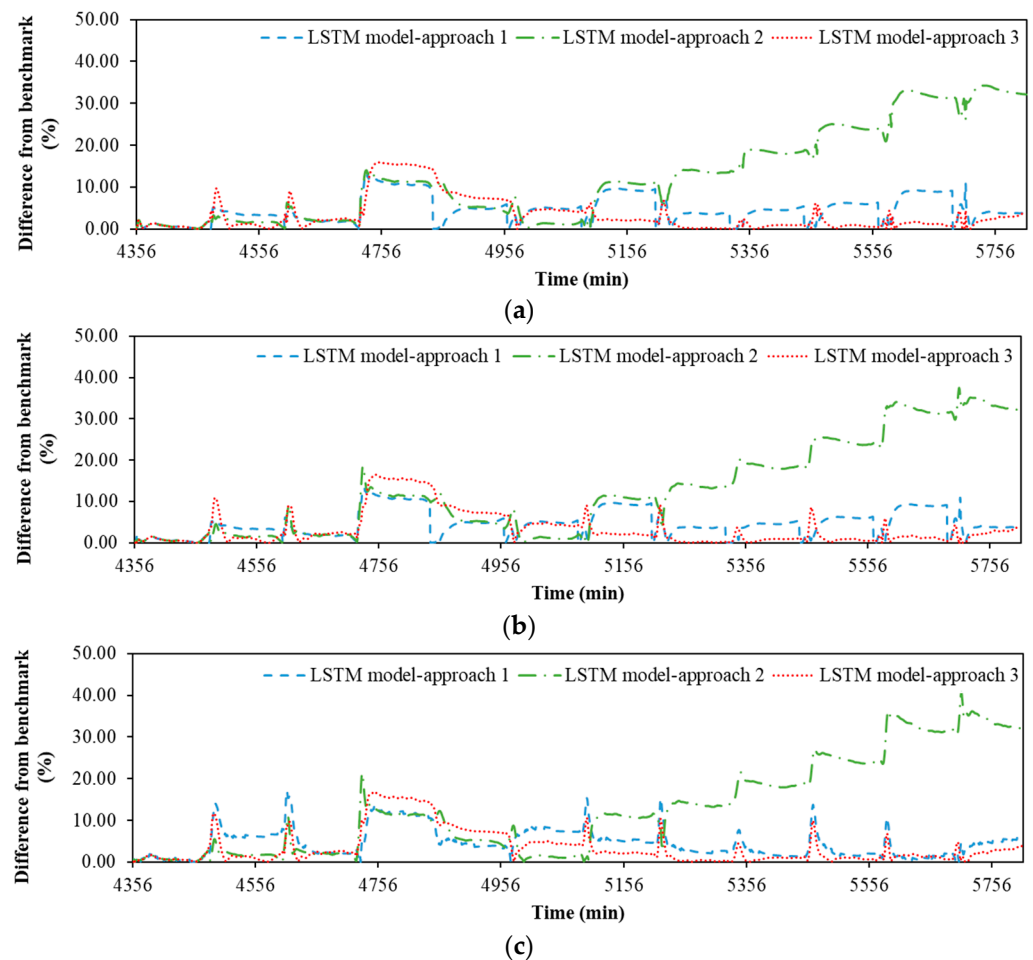 50.00
40.00
30.00
20.00
10.00
0.00
Difference from benchmark
(%)
LSTM model-approach 1 LSTM model-approach 2 LSTM model-approach 3
4356 4556 4756 4956 5156 5356 5556 5756
Time (min)
(a)
50.00
40.00
30.00
20.00
10.00
0.00
Difference from benchmark
(%)
LSTM model-approach 1 LSTM model-approach 2 LSTM model-approach 3
4356 4556 4756 4956 5156 5356 5556 5756
Time (min)
(b)
50.00
40.00
30.00
20.00
10.00
0.00
Difference from benchmark
(%)
LSTM model-approach 1 LSTM model-approach 2 LSTM model-approach 3
4356 4556 4756 4956 5156 5356 5556 5756
Time (min)
(c)